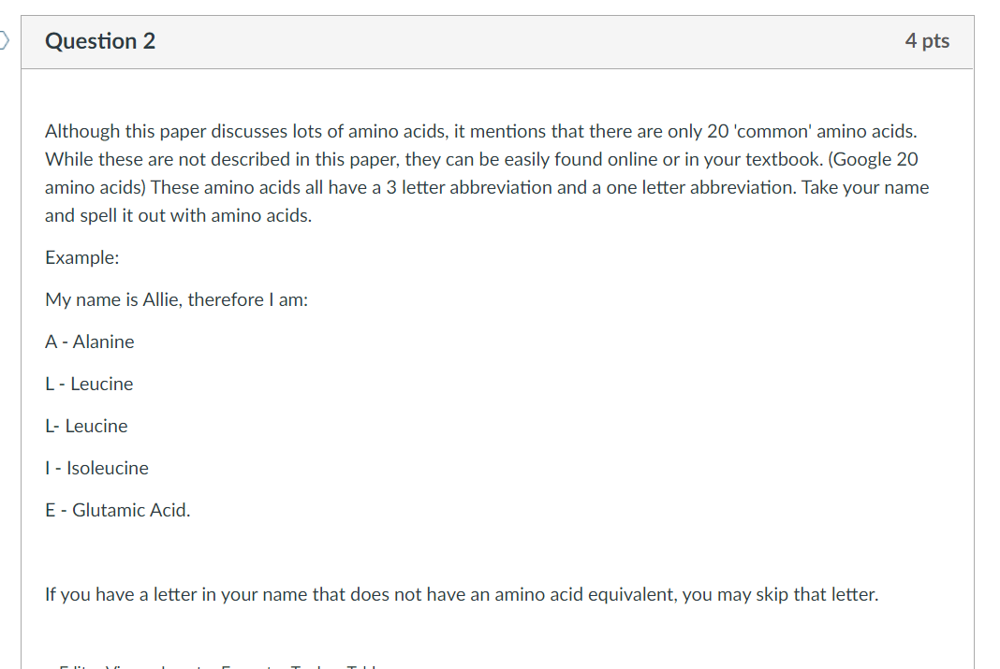 Question 2
4 pts
Although this paper discusses lots of amino acids, it mentions that there are only 20 'common' amino acids.
While these are not described in this paper, they can be easily found online or in your textbook. (Google 20
amino acids) These amino acids all have a 3 letter abbreviation and a one letter abbreviation. Take your name
and spell it out with amino acids.
Example:
My name is Allie, therefore I am:
A - Alanine
L - Leucine
L- Leucine
I - Isoleucine
E - Glutamic Acid.
If you have a letter in your name that does not have an amino acid equivalent, you may skip that letter.